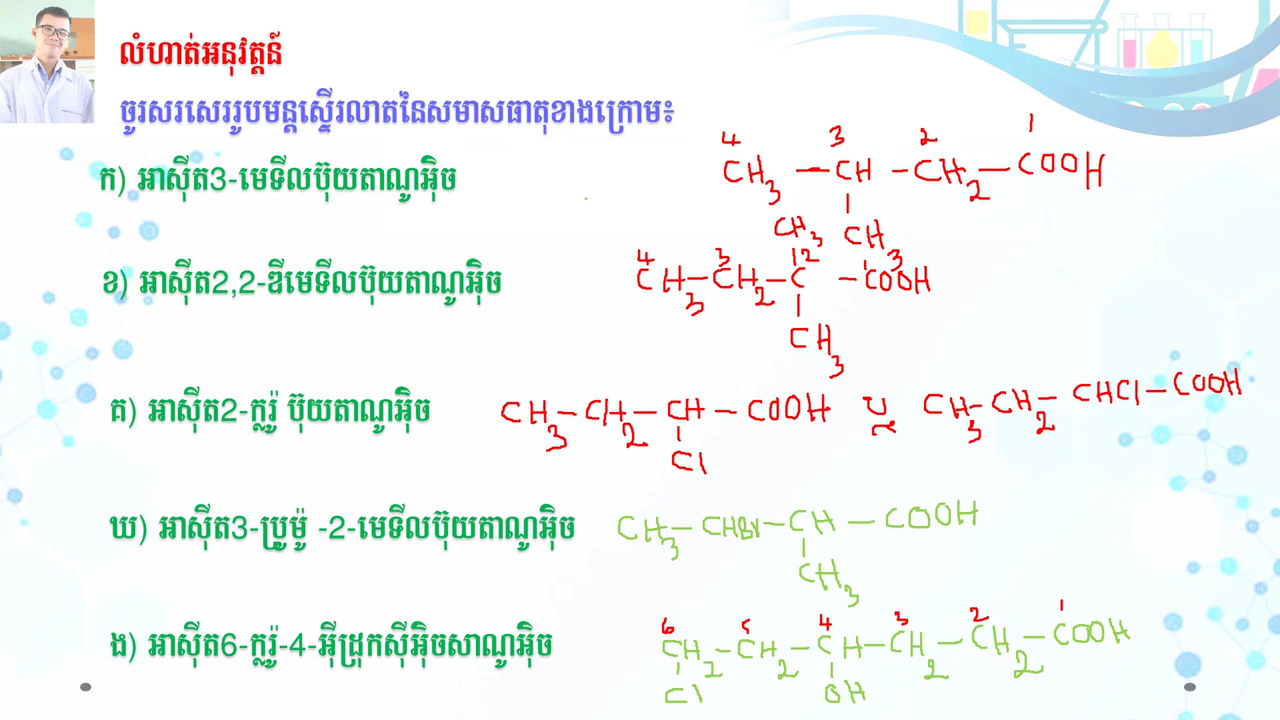 លំហាត់អនុវត្តន៍
ចូរសរសេររូបមន្តស្ទើរលាតនៃសមាសធាតុខាងក្រោម៖
ក) អាស៊ីត3-មេទីលប៊ុយតាណូអ៊ិច
4 3 2 1
CH3 — CH — CH2 — COOH
CH3
ខ) អាស៊ីត2,2-ឌីមេទីលប៊ុយតាណូអ៊ិច
CH3
4 3 2 1
CH3 — CH2 — C — COOH
CH3
គ) អាស៊ីត2-ក្លរ៉ូ ប៊ុយតាណូអ៊ិច
CH3 — CH2 — CH — COOH ឬ CH3 — CH2 — CHCl — COOH
Cl
ឃ) អាស៊ីត3-ប្រូម៉ូ -2-មេទីលប៊ុយតាណូអ៊ិច
CH3 — CHBr — CH — COOH
CH3
ង) អាស៊ីត6-ក្លរ៉ូ-4-អ៊ីដ្រុកស៊ីអ៊ិចសាណូអ៊ិច
6 5 4 3 2 1
CH2 — CH2 — CH — CH2 — CH2 — COOH
Cl OH